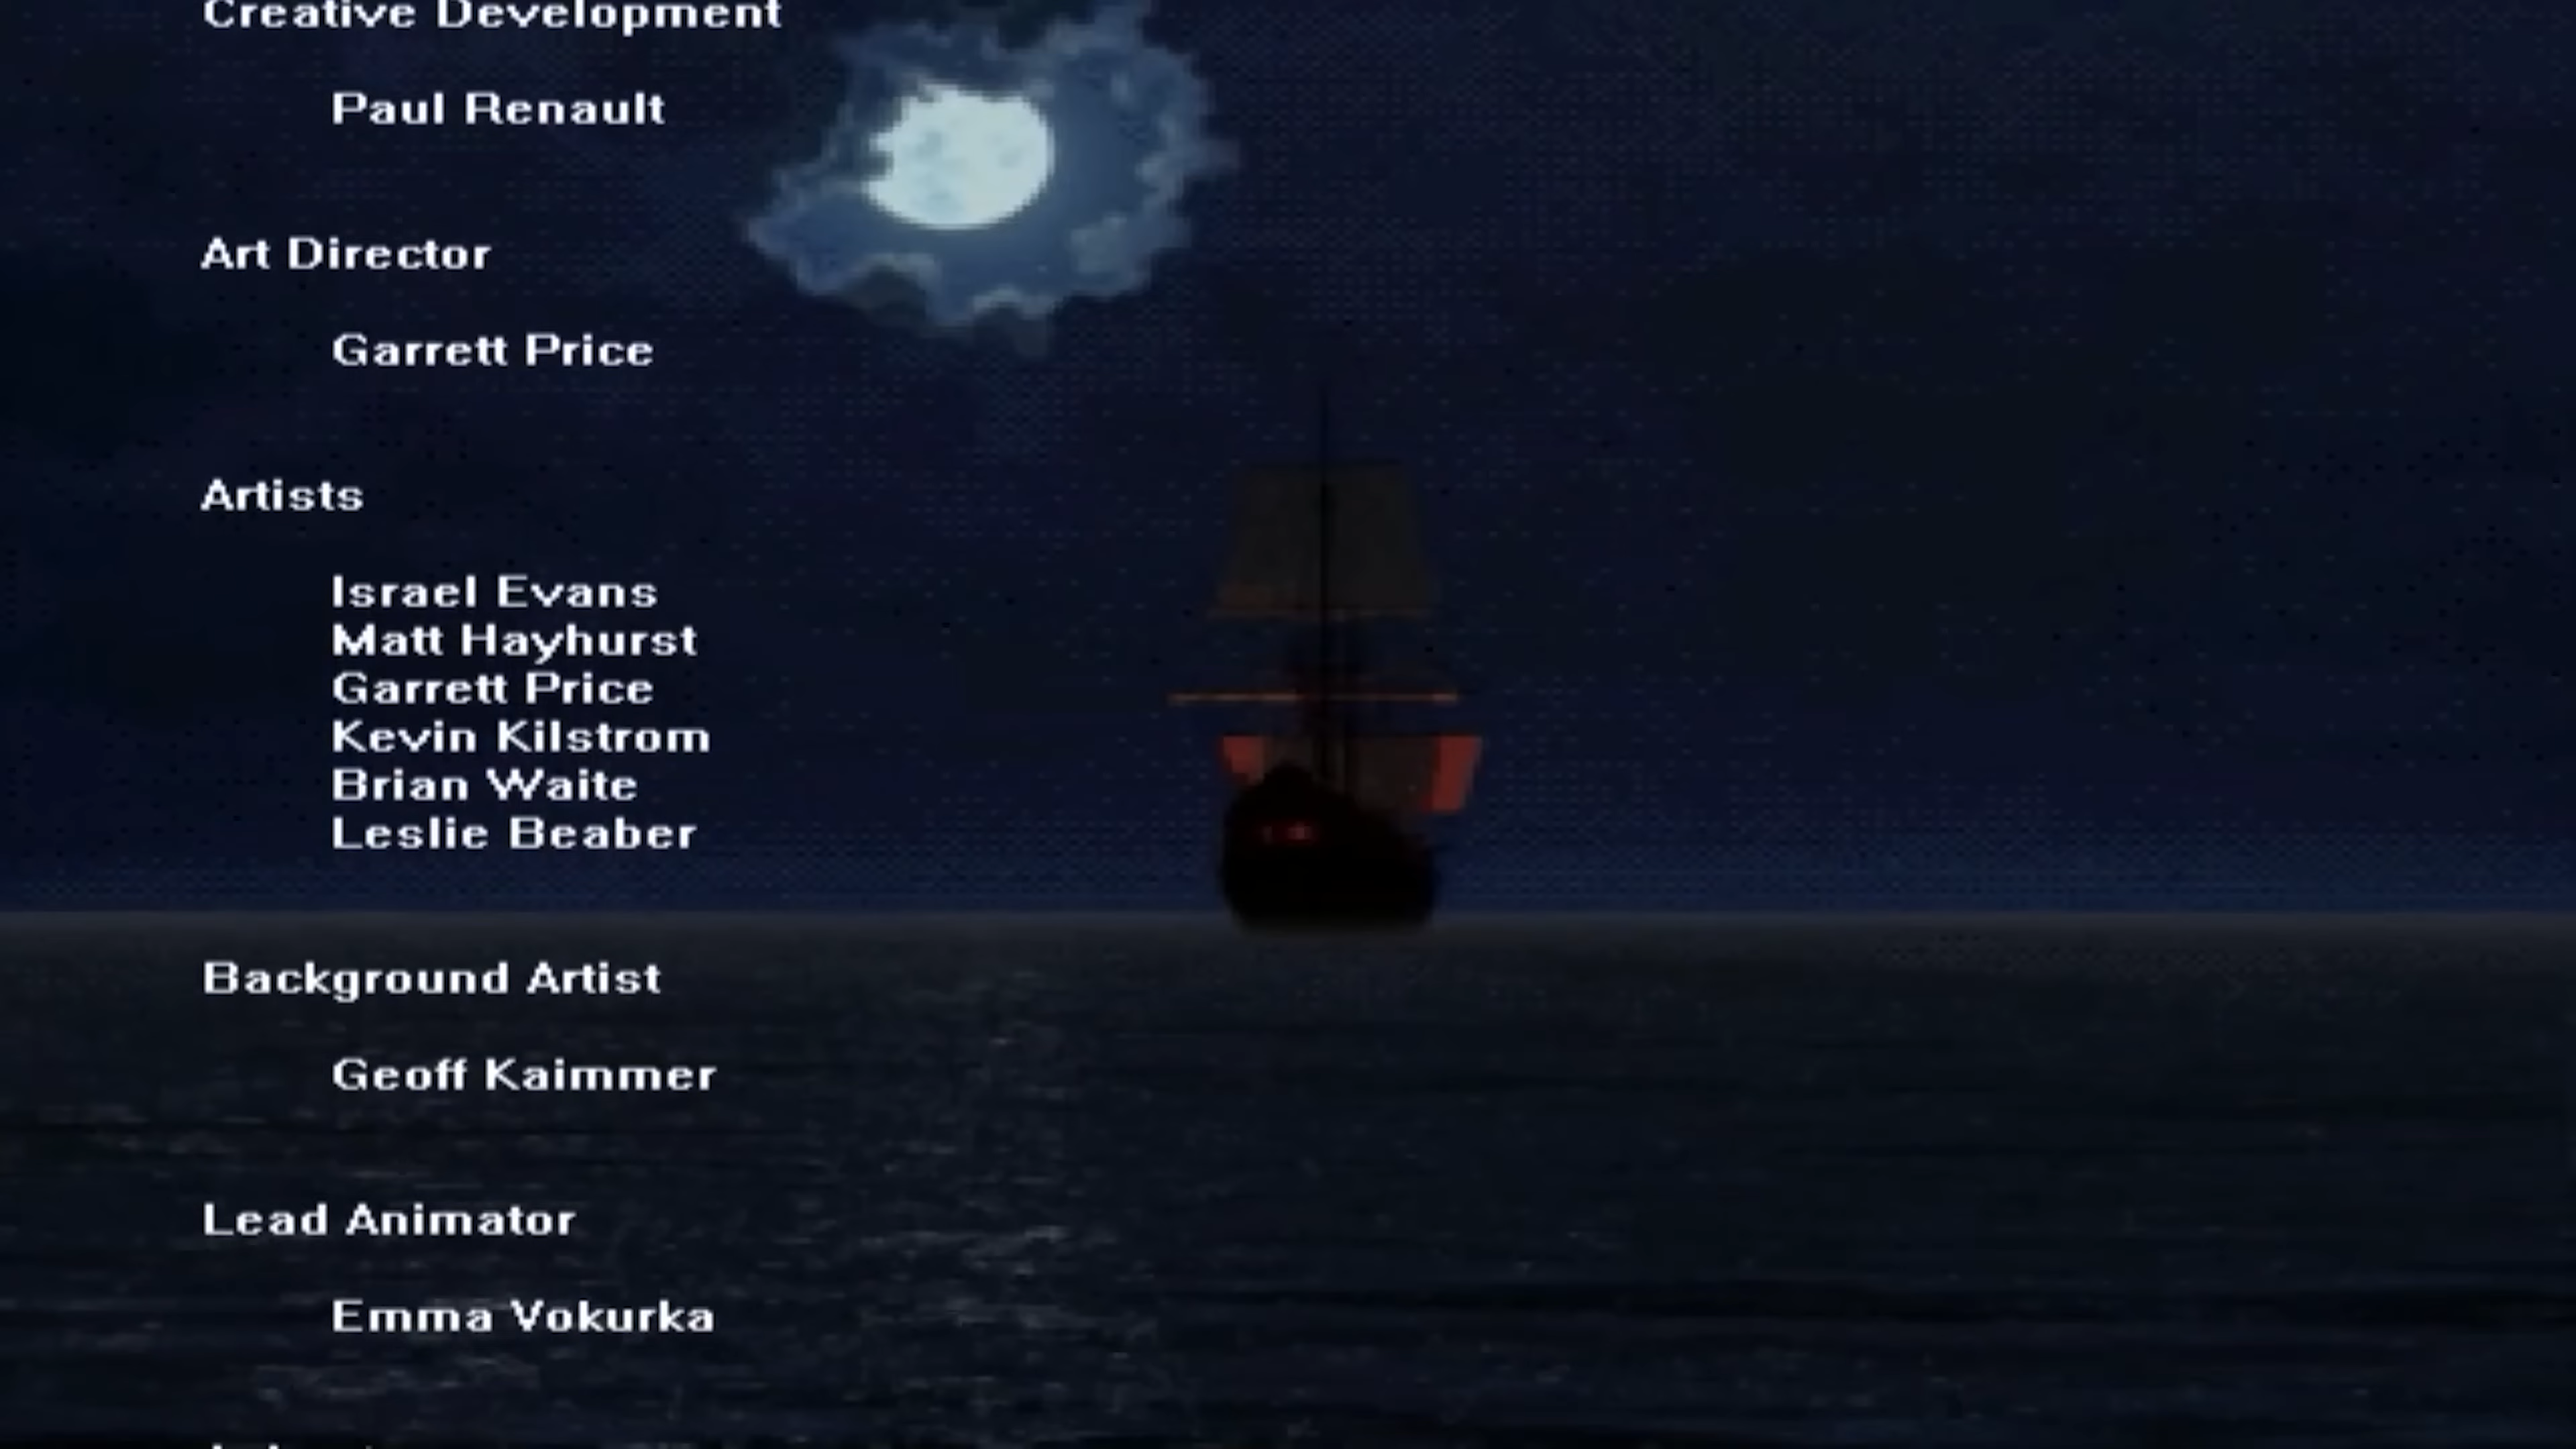 Creative Development
Paul Renault
Art Director
Garrett Price
Artists
Israel Evans
Matt Hayhurst
Garrett Price
Kevin Kilstrom
Brian Waite
Leslie Beaber
Background Artist
Geoff Kaimmer
Lead Animator
Emma Vokurka